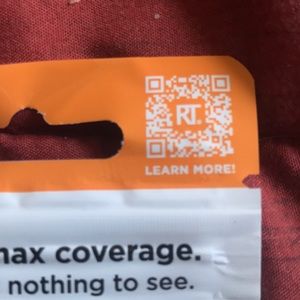 RT
LEARN MORE!
max coverage.
nothing to see.